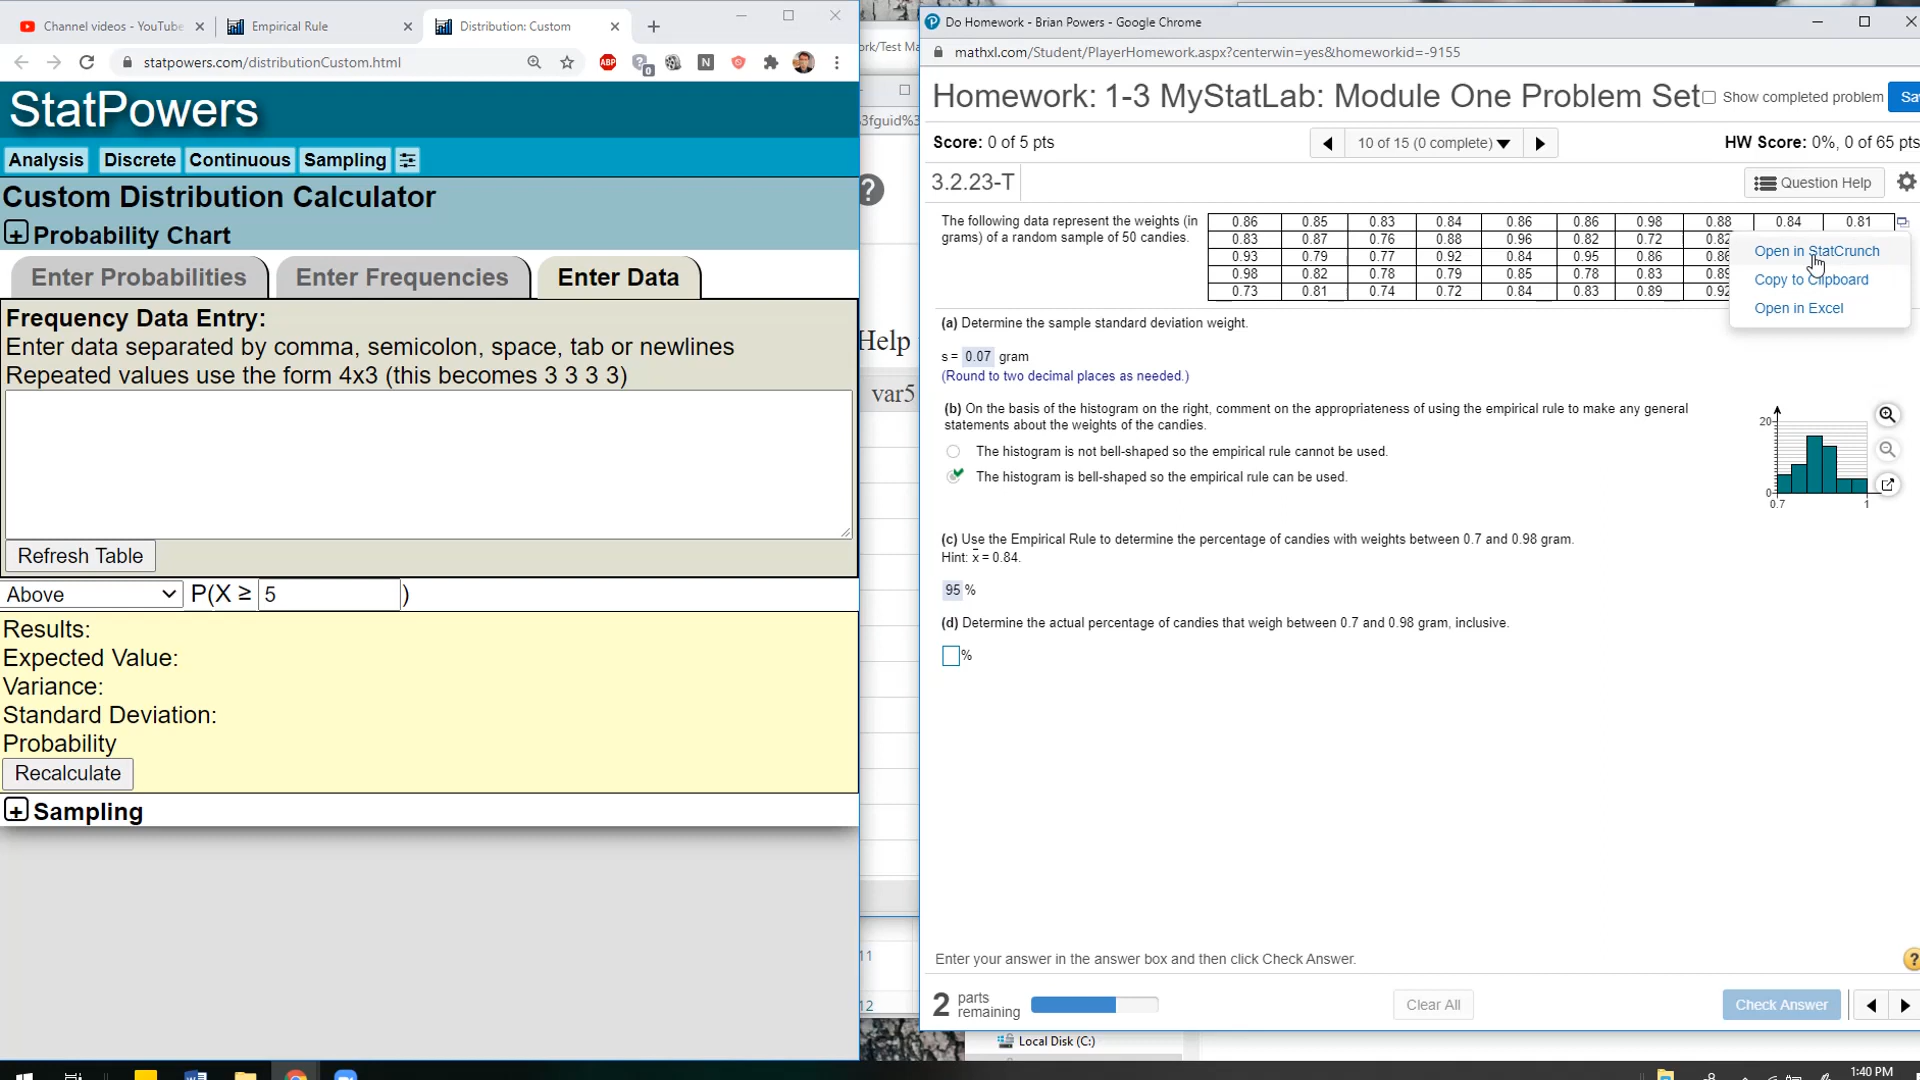 Channel videos - YouTube
Empirical Rule
Distribution: Custom
statpowers.com/distributionCustom.html
ABP
StatPowers
Analysis Discrete Continuous Sampling
Custom Distribution Calculator
Probability Chart
Enter Probabilities
Enter Frequencies
Enter Data
Frequency Data Entry:
Enter data separated by comma, semicolon, space, tab or newlines
Repeated values use the form 4x3 (this becomes 3 3 3 3)
Refresh Table
Above P(X ≥ 5 )
Results:
Expected Value:
Variance:
Standard Deviation:
Probability
Recalculate
Sampling
Help
var5
11
12
Do Homework - Brian Powers - Google Chrome
mathxl.com/Student/PlayerHomework.aspx?centerwin=yes&homeworkid=-9155
Homework: 1-3 MyStatLab: Module One Problem Set
Show completed problem
Score: 0 of 5 pts
10 of 15 (0 complete)
HW Score: 0%, 0 of 65 pts
3.2.23-T
Question Help
The following data represent the weights (in
grams) of a random sample of 50 candies.
0.86 0.85 0.83 0.84 0.86 0.86 0.98 0.88 0.84 0.81
0.83 0.87 0.76 0.88 0.96 0.82 0.72 0.82
0.93 0.79 0.77 0.92 0.84 0.95 0.86 0.86
0.98 0.82 0.78 0.79 0.85 0.78 0.83 0.89
0.73 0.81 0.74 0.72 0.84 0.83 0.89 0.92
Open in StatCrunch
Copy to Clipboard
Open in Excel
(a) Determine the sample standard deviation weight.
s = 0.07 gram
(Round to two decimal places as needed.)
(b) On the basis of the histogram on the right, comment on the appropriateness of using the empirical rule to make any general
statements about the weights of the candies.
The histogram is not bell-shaped so the empirical rule cannot be used.
The histogram is bell-shaped so the empirical rule can be used.
20
0
0.7 1
(c) Use the Empirical Rule to determine the percentage of candies with weights between 0.7 and 0.98 gram.
Hint: x̄ = 0.84.
95 %
(d) Determine the actual percentage of candies that weigh between 0.7 and 0.98 gram, inclusive.
%
Enter your answer in the answer box and then click Check Answer.
2 parts
remaining
Clear All
Check Answer
Local Disk (C:)
1:40 PM